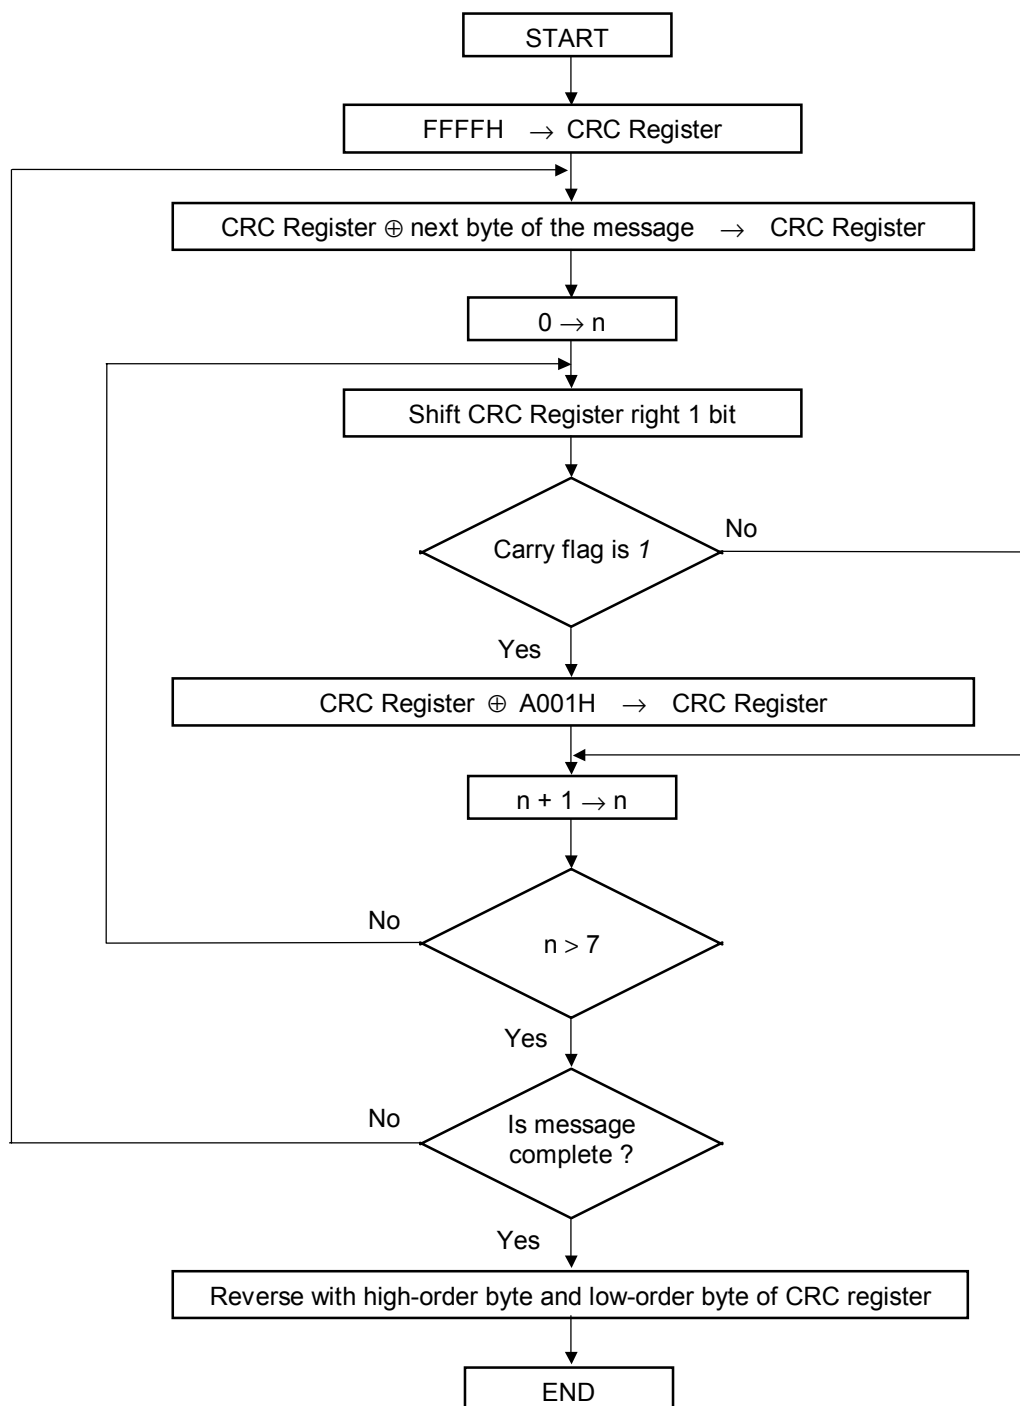 START
FFFFH → CRC Register
CRC Register ⊕ next byte of the message → CRC Register
0 → n
Shift CRC Register right 1 bit
Carry flag is 1
No
Yes
CRC Register ⊕ A001H → CRC Register
n + 1 → n
No
n > 7
Yes
No
Is message
complete ?
Yes
Reverse with high-order byte and low-order byte of CRC register
END